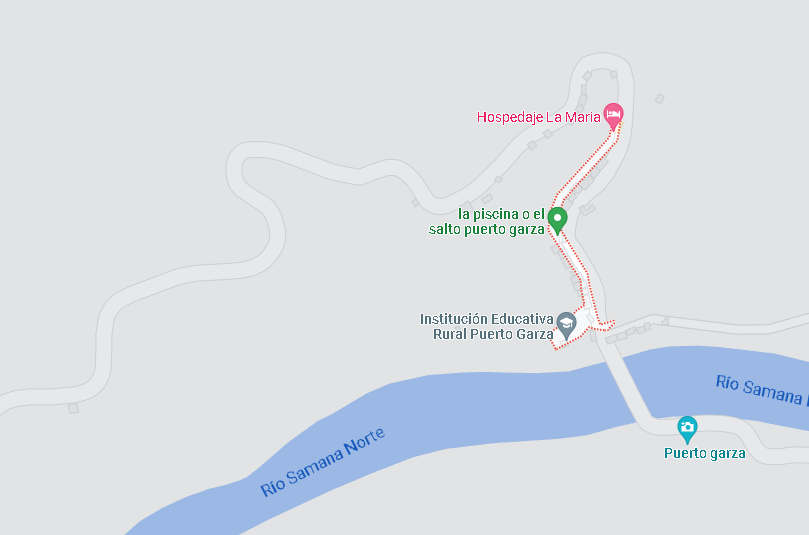 Hospedaje La Maria
la piscina o el
salto puerto garza
Institución Educativa
Rural Puerto Garza
Río Samana N
Río Samana Norte
Puerto garza